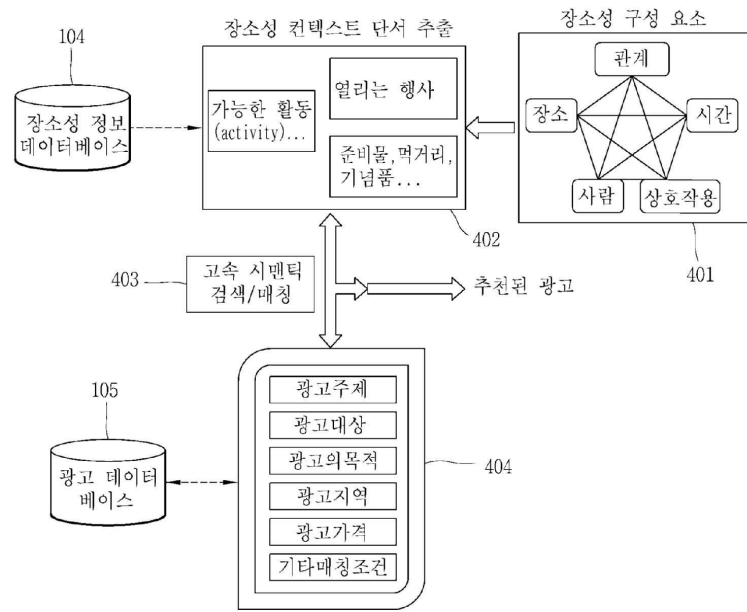 장소성 컨텍스트 단서 추출
장소성 구성 요소
104
장소성 정보
데이터베이스
가능한 활동
(activity)...
열리는 행사
준비물,먹거리,
기념품...
402
관계
장소
시간
사람
상호작용
401
403
고속 시맨틱
검색/매칭
추천된 광고
105
광고 데이터
베이스
광고주제
광고대상
광고의목적
광고지역
광고가격
기타매칭조건
404